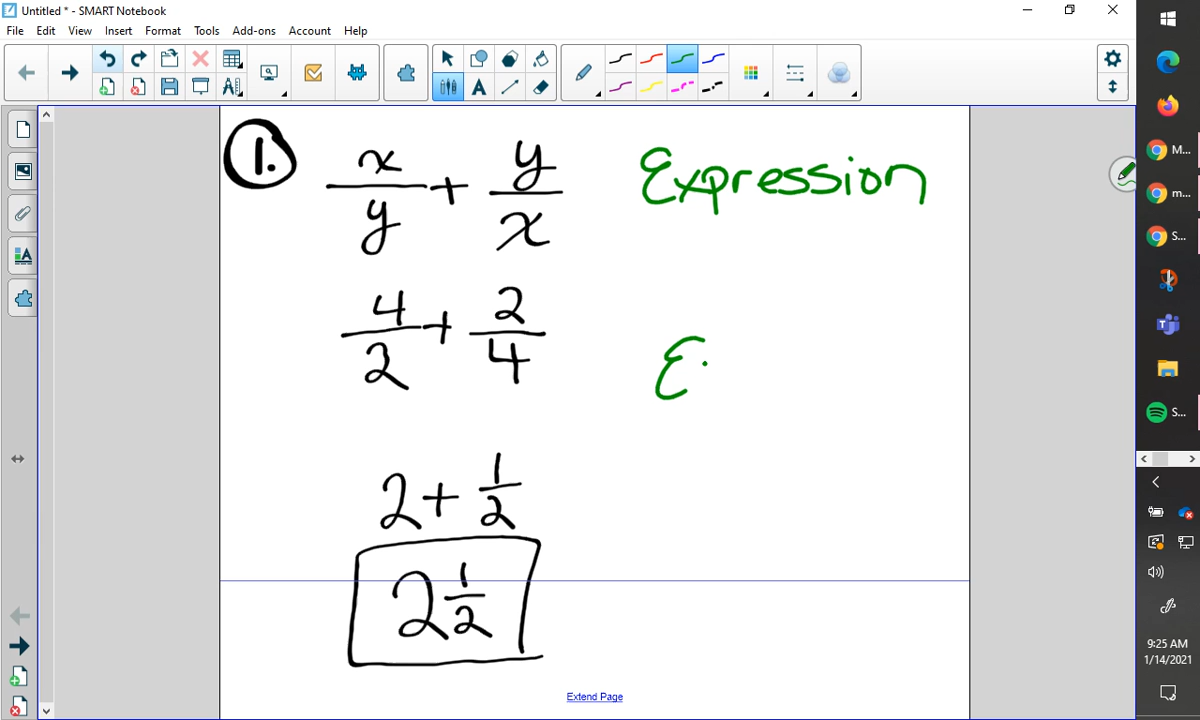 Untitled * - SMART Notebook
File Edit View Insert Format Tools Add-ons Account Help
1. x/y + y/x Expression
4/2 + 2/4 E
2 + 1/2
2 1/2
Extend Page
M...
m...
S...
S...
9:25 AM
1/14/2021